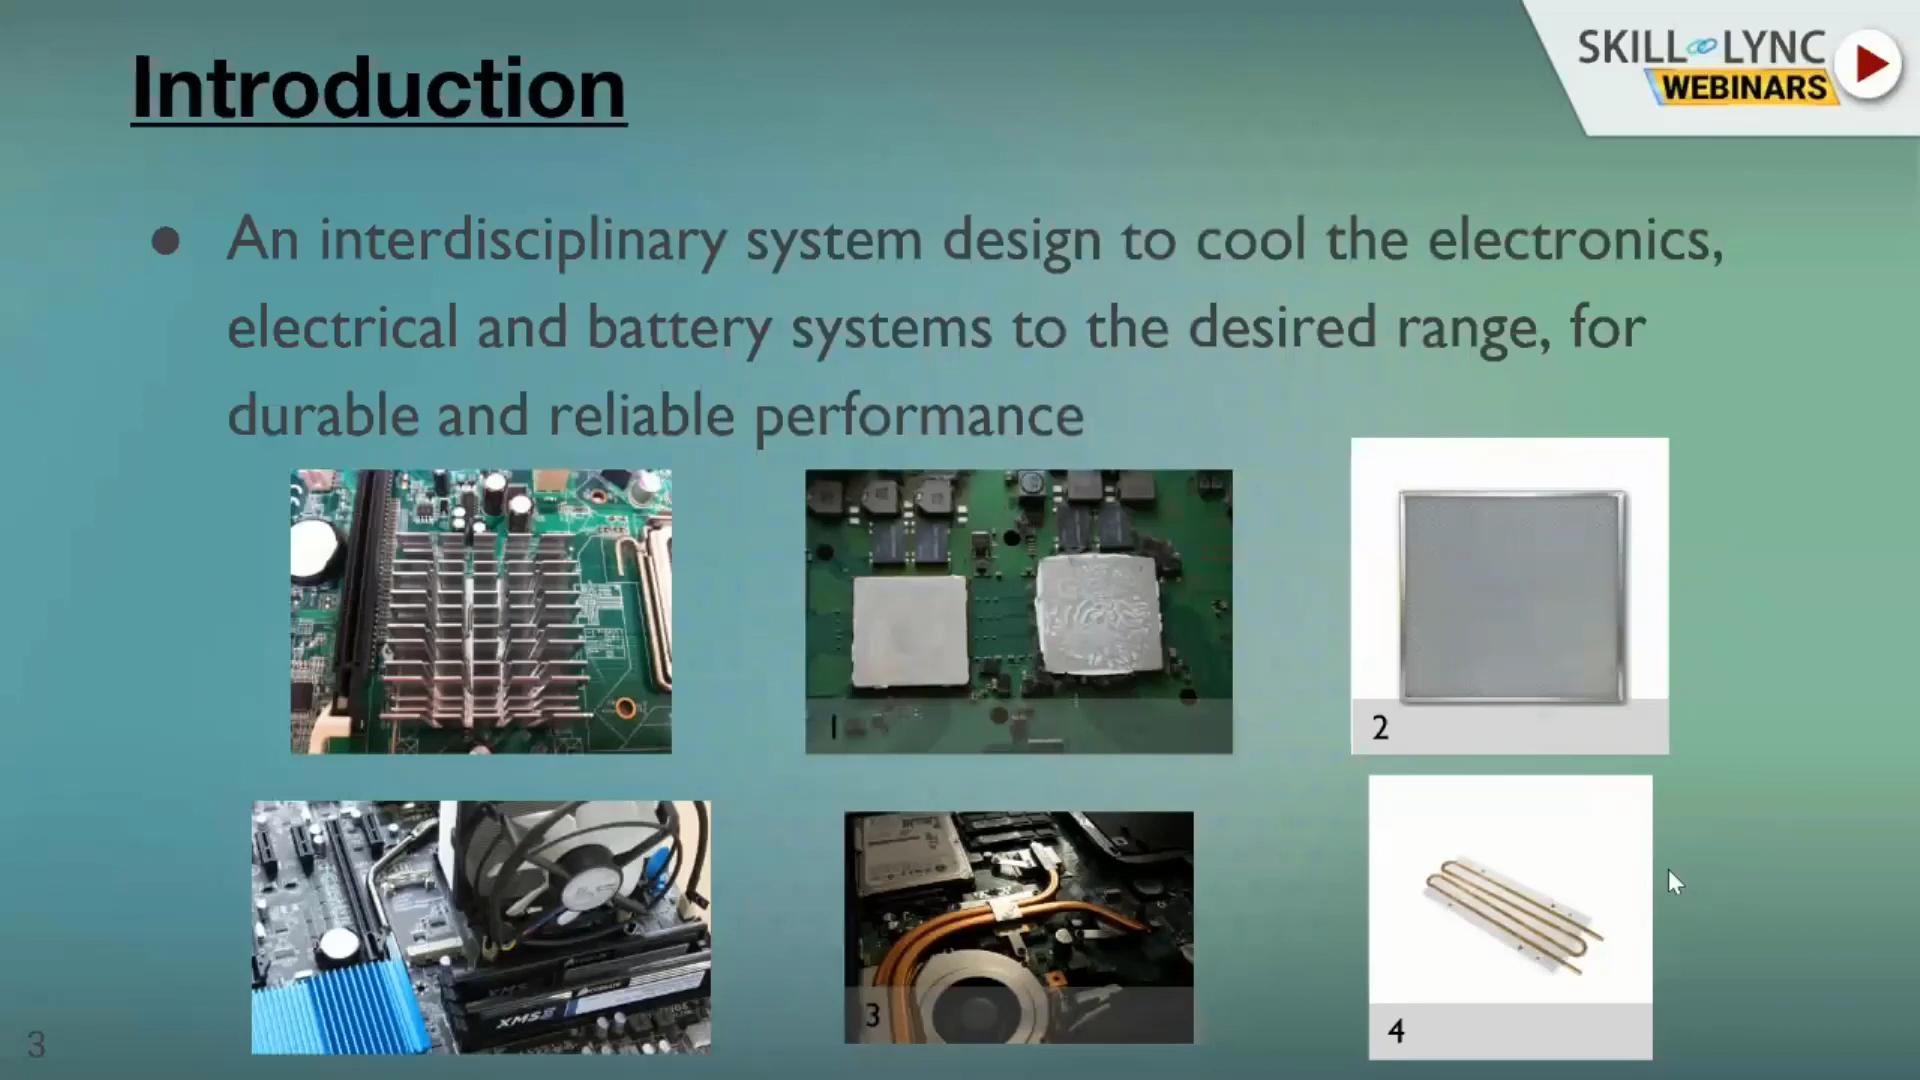 Introduction
SKILL LYNC
WEBINARS
● An interdisciplinary system design to cool the electronics,
electrical and battery systems to the desired range, for
durable and reliable performance
1
2
XMS3
3
4
3